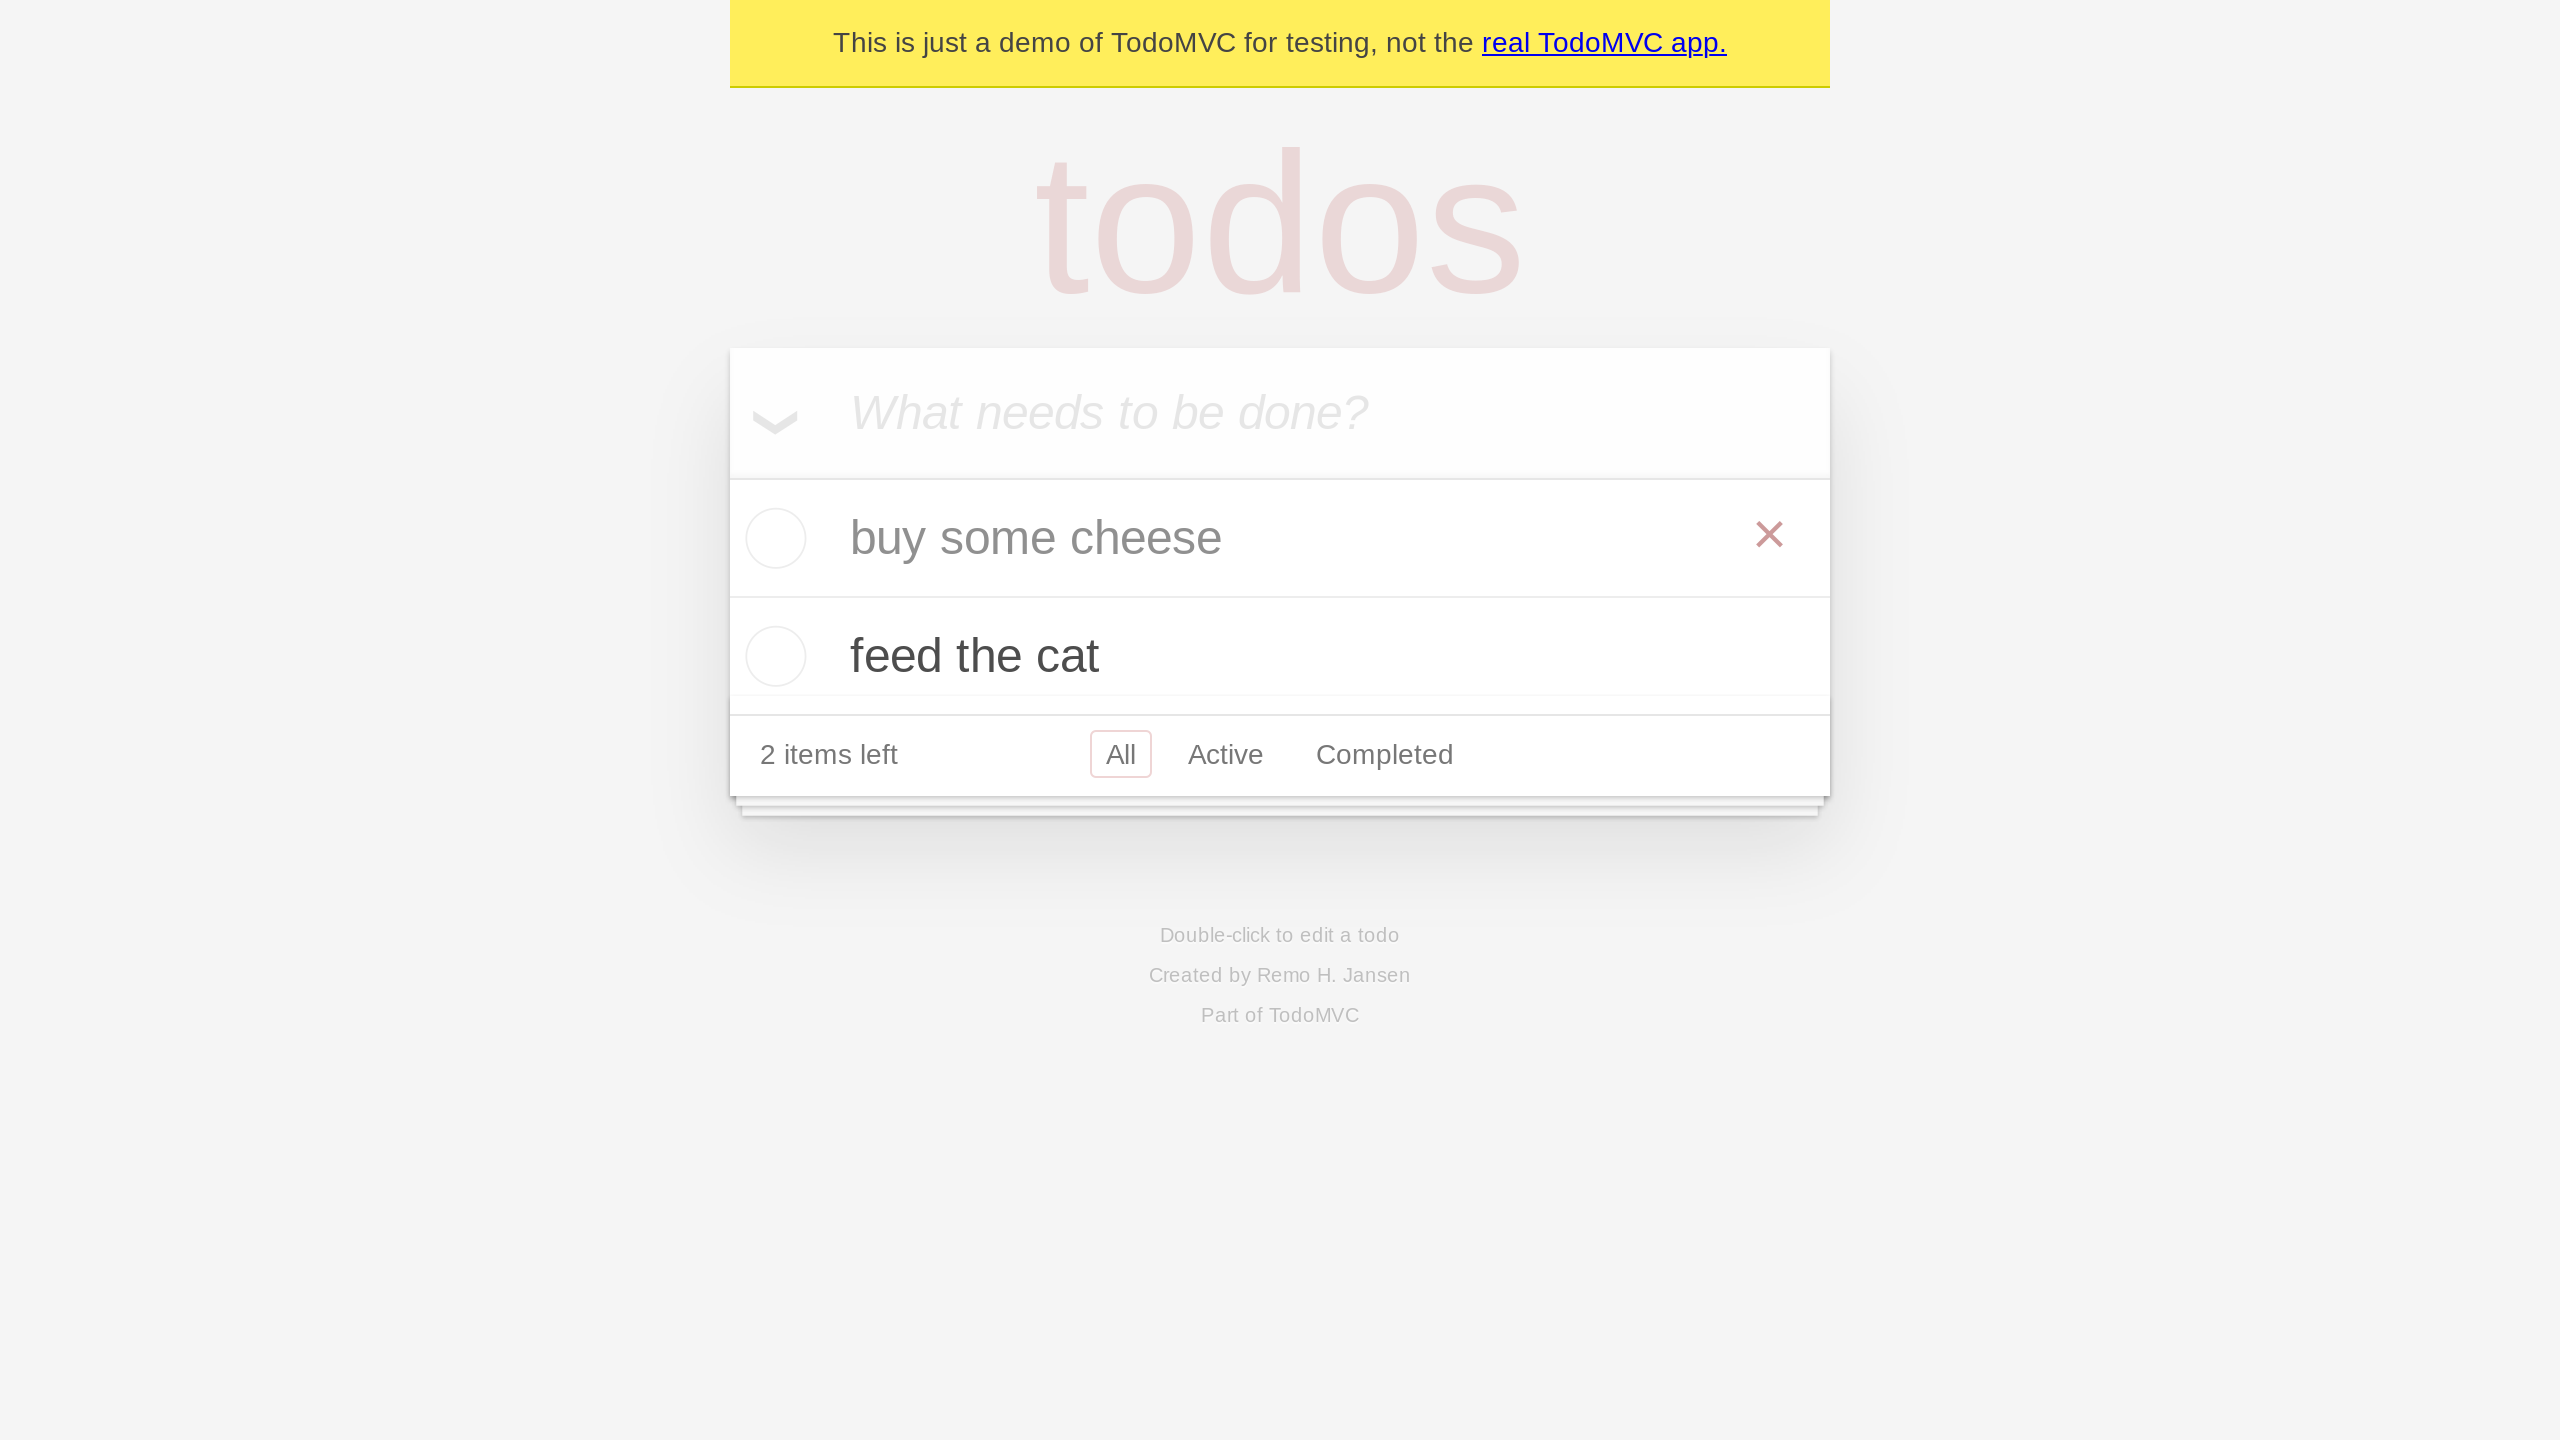 This is just a demo of TodoMVC for testing, not the real TodoMVC app.
todos
What needs to be done?
buy some cheese
feed the cat
2 items left All Active Completed
Double-click to edit a todo
Created by Remo H. Jansen
Part of TodoMVC